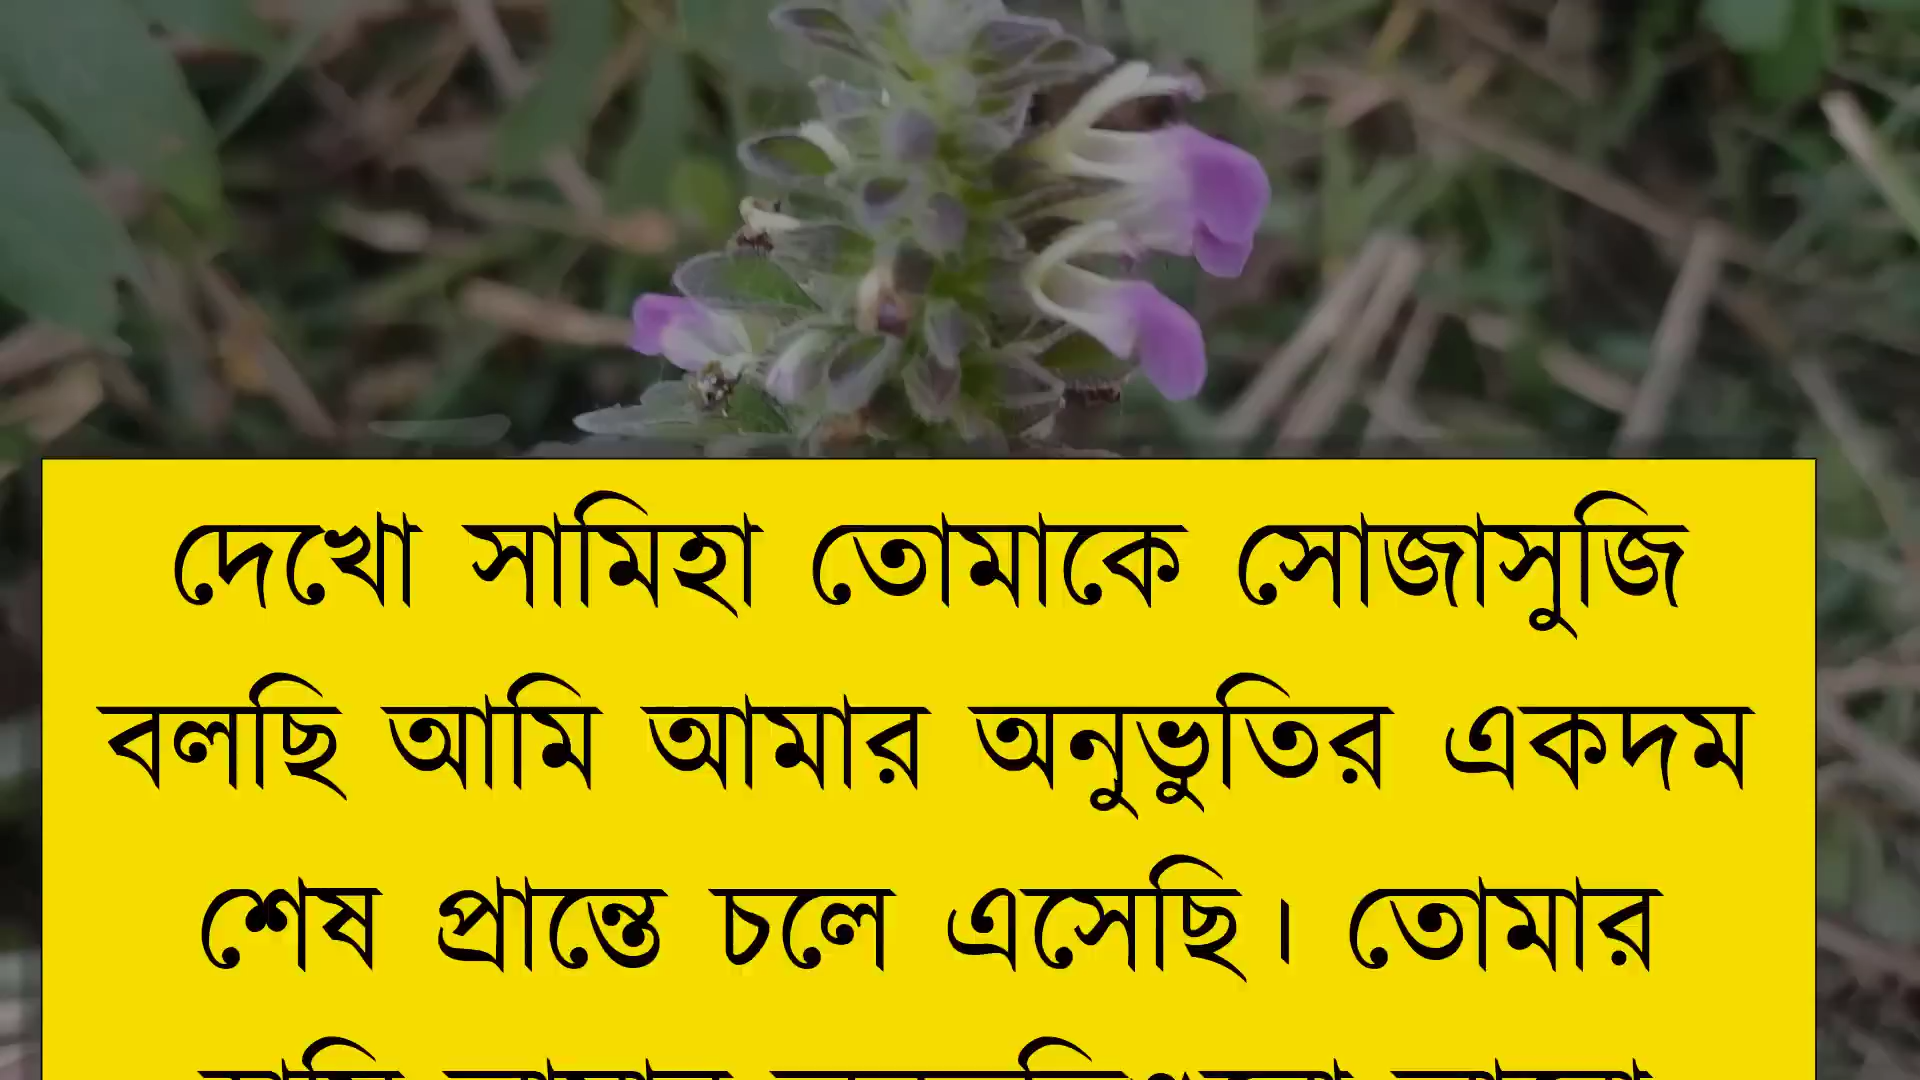 দেখো সামিহা তোমাকে সোজাসুজি
বলছি আমি আমার অনুভুতির একদম
শেষ প্রান্তে চলে এসেছি। তোমার